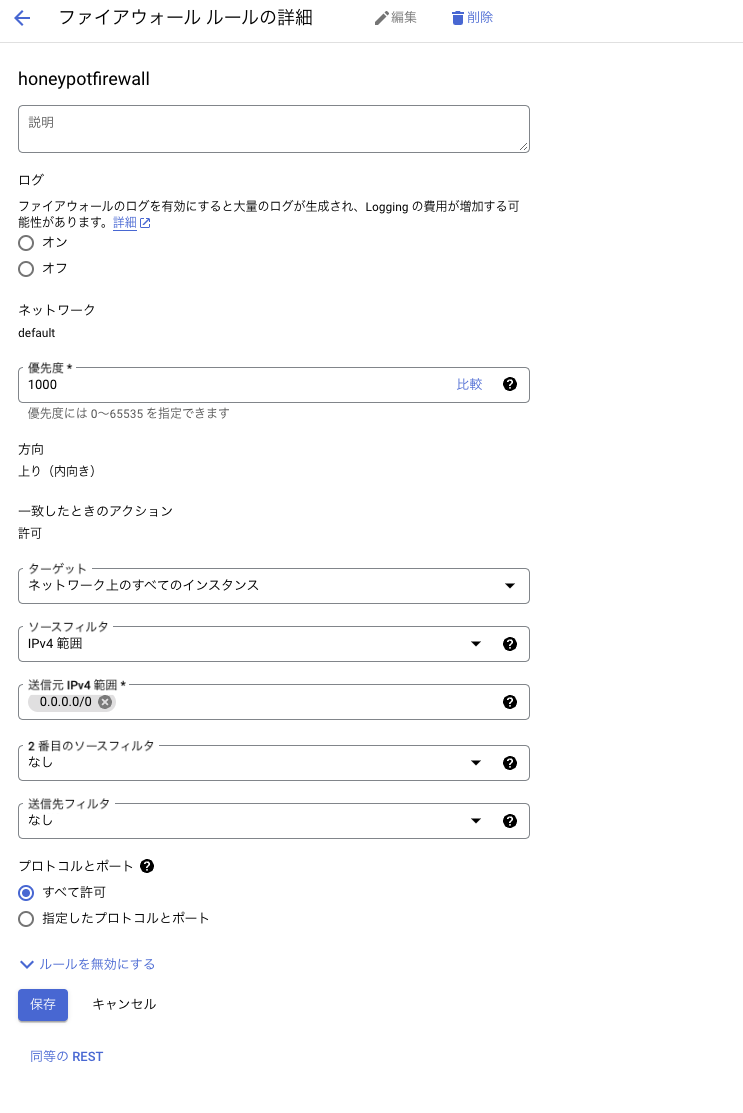 ファイアウォール ルールの詳細
編集
削除
honeypotfirewall
説明
ログ
ファイアウォールのログを有効にすると大量のログが生成され、Logging の費用が増加する可
能性があります。詳細
オン
オフ
ネットワーク
default
優先度 *
1000
比較
優先度には 0～65535 を指定できます
方向
上り（内向き）
一致したときのアクション
許可
ターゲット
ネットワーク上のすべてのインスタンス
ソースフィルタ
IPv4 範囲
送信元 IPv4 範囲 *
0.0.0.0/0
2 番目のソースフィルタ
なし
送信先フィルタ
なし
プロトコルとポート
すべて許可
指定したプロトコルとポート
ルールを無効にする
保存
キャンセル
同等の REST